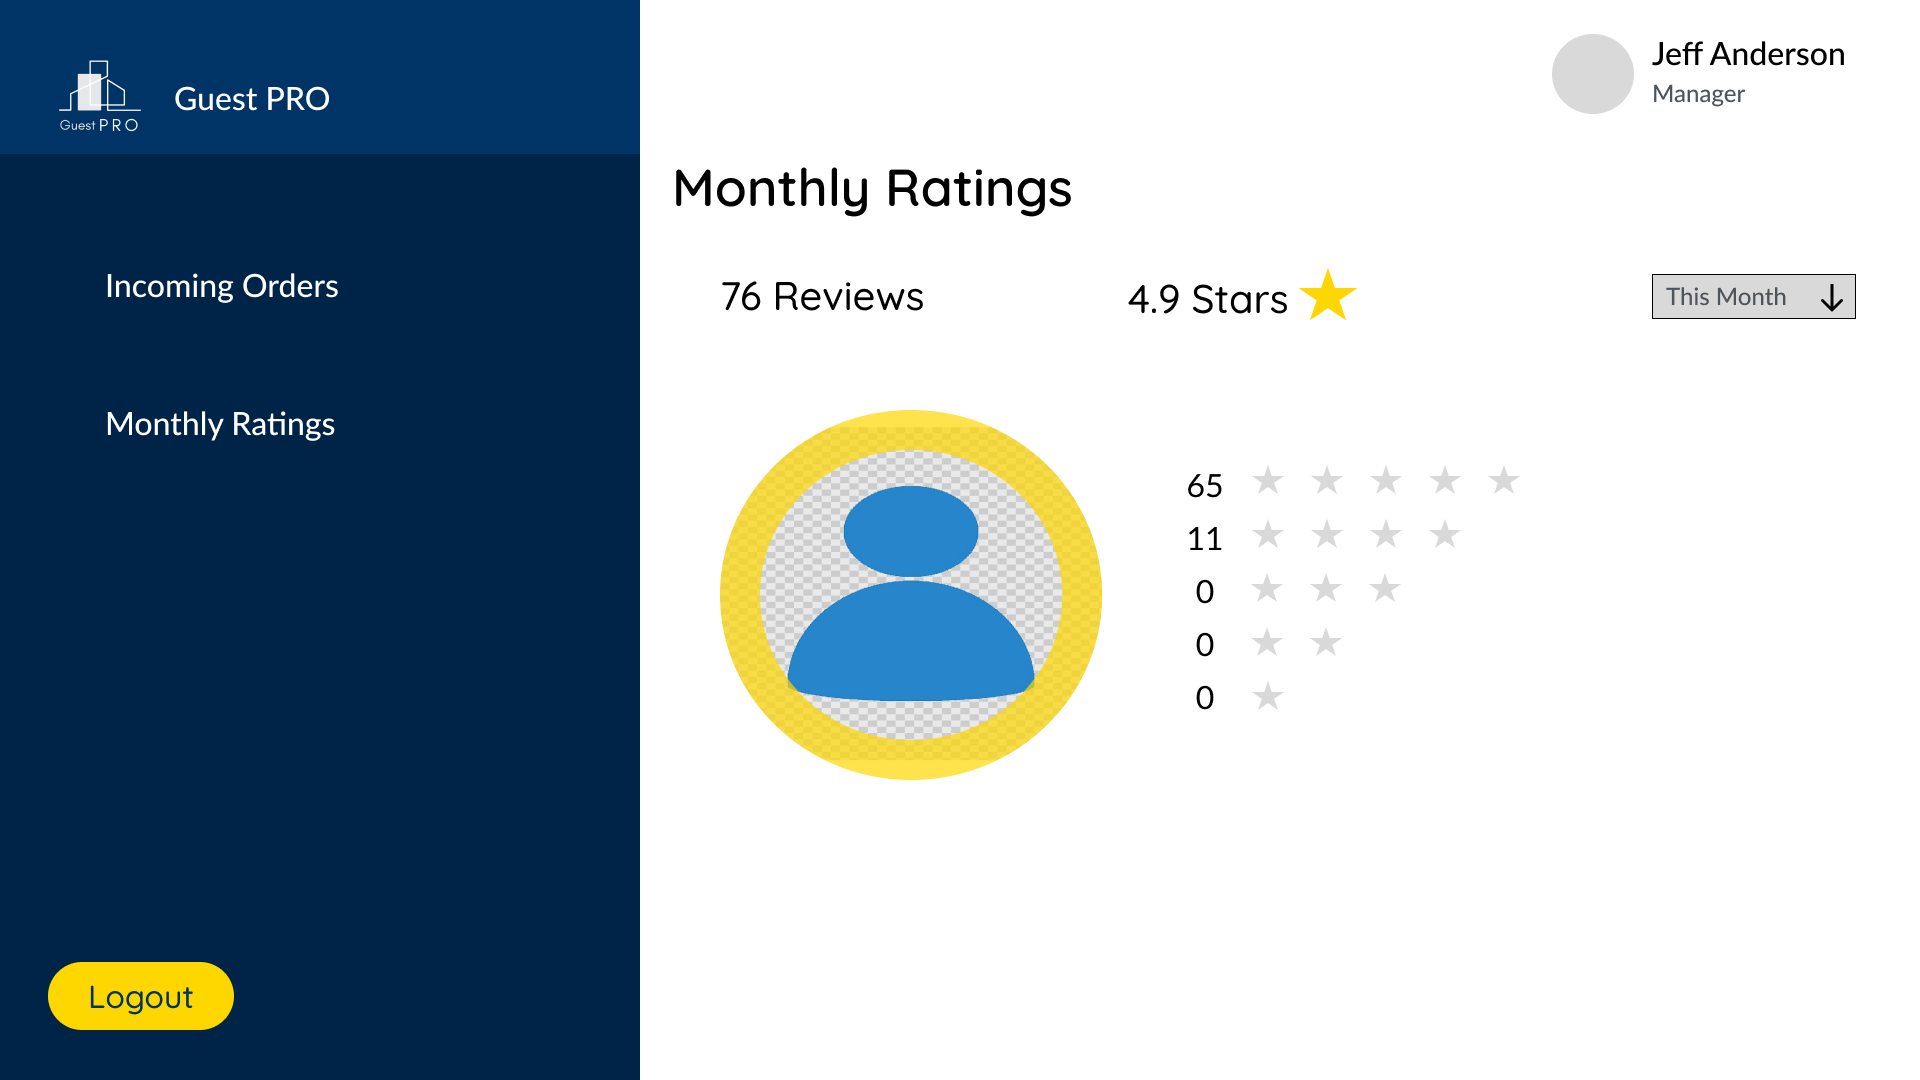 Guest PRO
Guest PRO
Jeff Anderson
Manager
Incoming Orders
Monthly Ratings
Logout
Monthly Ratings
76 Reviews
4.9 Stars
This Month
65
11
0
0
0